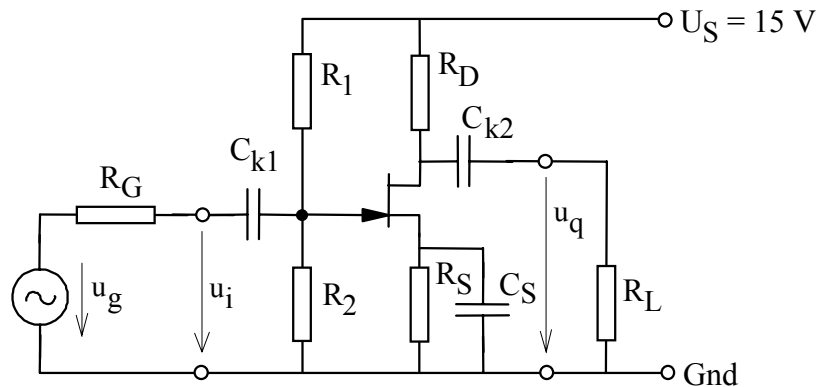 U_S = 15 V
R_1
R_D
C_k2
C_k1
R_G
u_q
u_g
u_i
R_2
R_S
C_S
R_L
Gnd